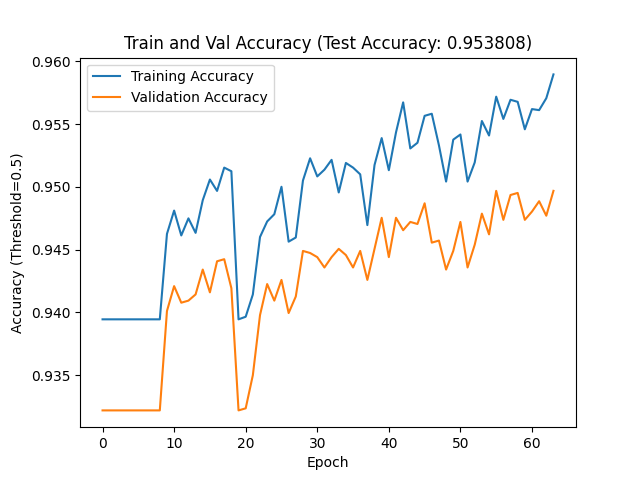 Train and Val Accuracy (Test Accuracy: 0.953808)
Training Accuracy
Validation Accuracy
Accuracy (Threshold=0.5)
0.960
0.955
0.950
0.945
0.940
0.935
0 10 20 30 40 50 60
Epoch